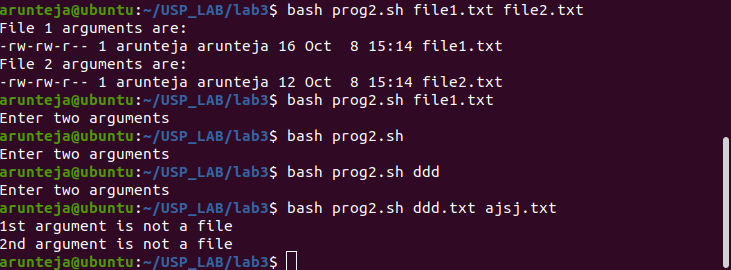 arunteja@ubuntu:~/USP_LAB/lab3$ bash prog2.sh file1.txt file2.txt
File 1 arguments are:
-rw-rw-r-- 1 arunteja arunteja 16 Oct  8 15:14 file1.txt
File 2 arguments are:
-rw-rw-r-- 1 arunteja arunteja 12 Oct  8 15:14 file2.txt
arunteja@ubuntu:~/USP_LAB/lab3$ bash prog2.sh file1.txt
Enter two arguments
arunteja@ubuntu:~/USP_LAB/lab3$ bash prog2.sh
Enter two arguments
arunteja@ubuntu:~/USP_LAB/lab3$ bash prog2.sh ddd
Enter two arguments
arunteja@ubuntu:~/USP_LAB/lab3$ bash prog2.sh ddd.txt ajsj.txt
1st argument is not a file
2nd argument is not a file
arunteja@ubuntu:~/USP_LAB/lab3$